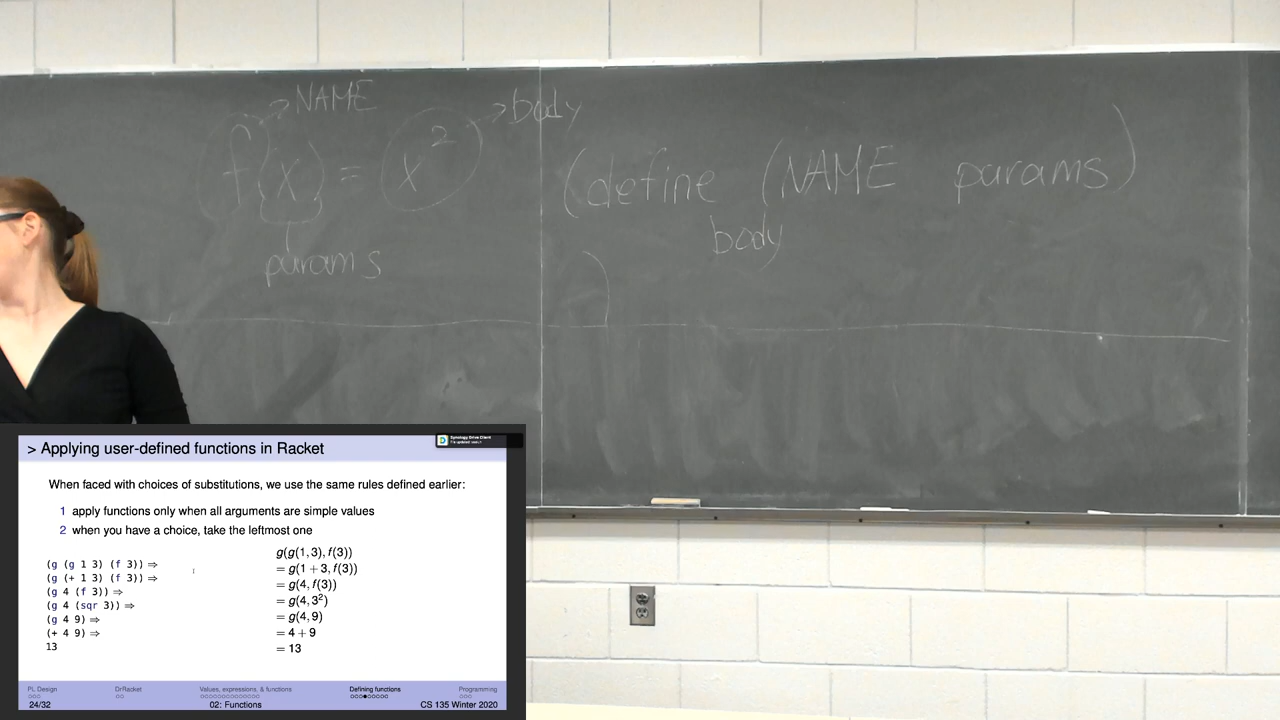 →NAME
→body
f(x) = x²
params
(define (NAME params)
body
)
> Applying user-defined functions in Racket
Synology Drive Client
When faced with choices of substitutions, we use the same rules defined earlier:
1 apply functions only when all arguments are simple values
2 when you have a choice, take the leftmost one
(g (g 1 3) (f 3)) ⇒
(g (+ 1 3) (f 3)) ⇒
(g 4 (f 3)) ⇒
(g 4 (sqr 3)) ⇒
(g 4 9) ⇒
(+ 4 9) ⇒
13
g(g(1, 3), f(3))
= g(1 + 3, f(3))
= g(4, f(3))
= g(4, 3²)
= g(4, 9)
= 4 + 9
= 13
PL Design DrRacket Values, expressions, & functions Defining functions Programming
24/32 02: Functions CS 135 Winter 2020